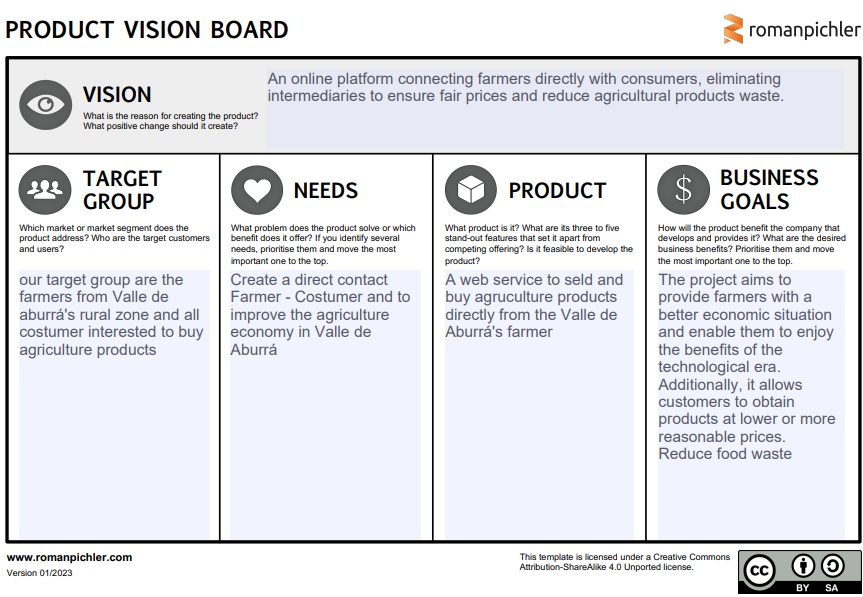 PRODUCT VISION BOARD
romanpichler
VISION
What is the reason for creating the product?
What positive change should it create?
An online platform connecting farmers directly with consumers, eliminating
intermediaries to ensure fair prices and reduce agricultural products waste.
TARGET
GROUP
Which market or market segment does the
product address? Who are the target customers
and users?
our target group are the
farmers from Valle de
aburrá's rural zone and all
costumer interested to buy
agriculture products
NEEDS
What problem does the product solve or which
benefit does it offer? If you identify several
needs, prioritise them and move the most
important one to the top.
Create a direct contact
Farmer - Costumer and to
improve the agriculture
economy in Valle de
Aburrá
PRODUCT
What product is it? What are its three to five
stand-out features that set it apart from
competing offering? Is it feasible to develop the
product?
A web service to seld and
buy agruculture products
directly from the Valle de
Aburrá's farmer
BUSINESS
GOALS
How will the product benefit the company that
develops and provides it? What are the desired
business benefits? Prioritise them and move
the most important one to the top.
The project aims to
provide farmers with a
better economic situation
and enable them to enjoy
the benefits of the
technological era.
Additionally, it allows
customers to obtain
products at lower or more
reasonable prices.
Reduce food waste
www.romanpichler.com
Version 01/2023
This template is licensed under a Creative Commons
Attribution-ShareAlike 4.0 Unported license.
cc
BY SA